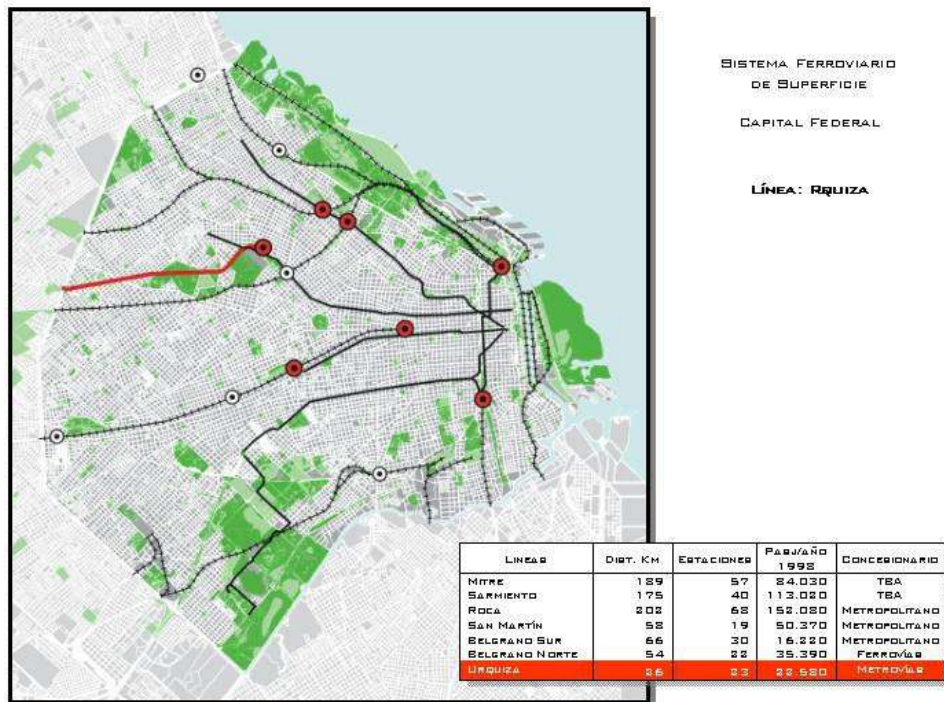 SISTEMA FERROVIARIO
DE SUPERFICIE
CAPITAL FEDERAL
LÍNEA: RQUIZA
LINEAS DIST. KM ESTACIONES PASJ/AÑO 1998 CONCESIONARIO
MITRE 189 57 84.030 TBA
SARMIENTO 175 40 113.020 TBA
ROCA 202 68 152.080 METROPOLITANO
SAN MARTÍN 58 19 50.370 METROPOLITANO
BELGRANO SUR 66 30 16.220 METROPOLITANO
BELGRANO NORTE 54 22 35.390 FERROVÍAS
URQUIZA 26 23 22.580 METROVÍAS